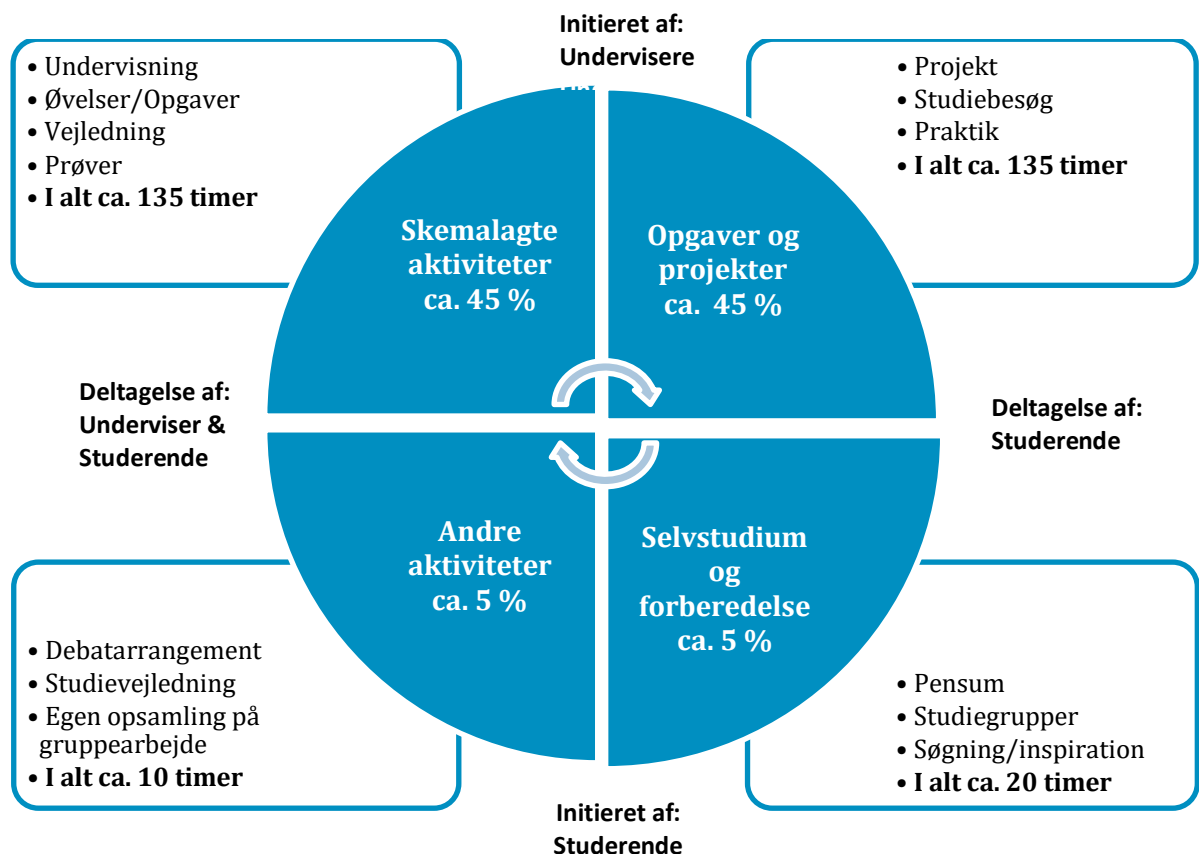 Initieret af:
Undervisere
• Undervisning
• Øvelser/Opgaver
• Vejledning
• Prøver
• I alt ca. 135 timer
• Projekt
• Studiebesøg
• Praktik
• I alt ca. 135 timer
Skemalagte
aktiviteter
ca. 45 %
Opgaver og
projekter
ca. 45 %
Deltagelse af:
Underviser &
Studerende
Deltagelse af:
Studerende
Andre
aktiviteter
ca. 5 %
Selvstudium
og
forberedelse
ca. 5 %
• Debatarrangement
• Studievejledning
• Egen opsamling på
gruppearbejde
• I alt ca. 10 timer
• Pensum
• Studiegrupper
• Søgning/inspiration
• I alt ca. 20 timer
Initieret af:
Studerende